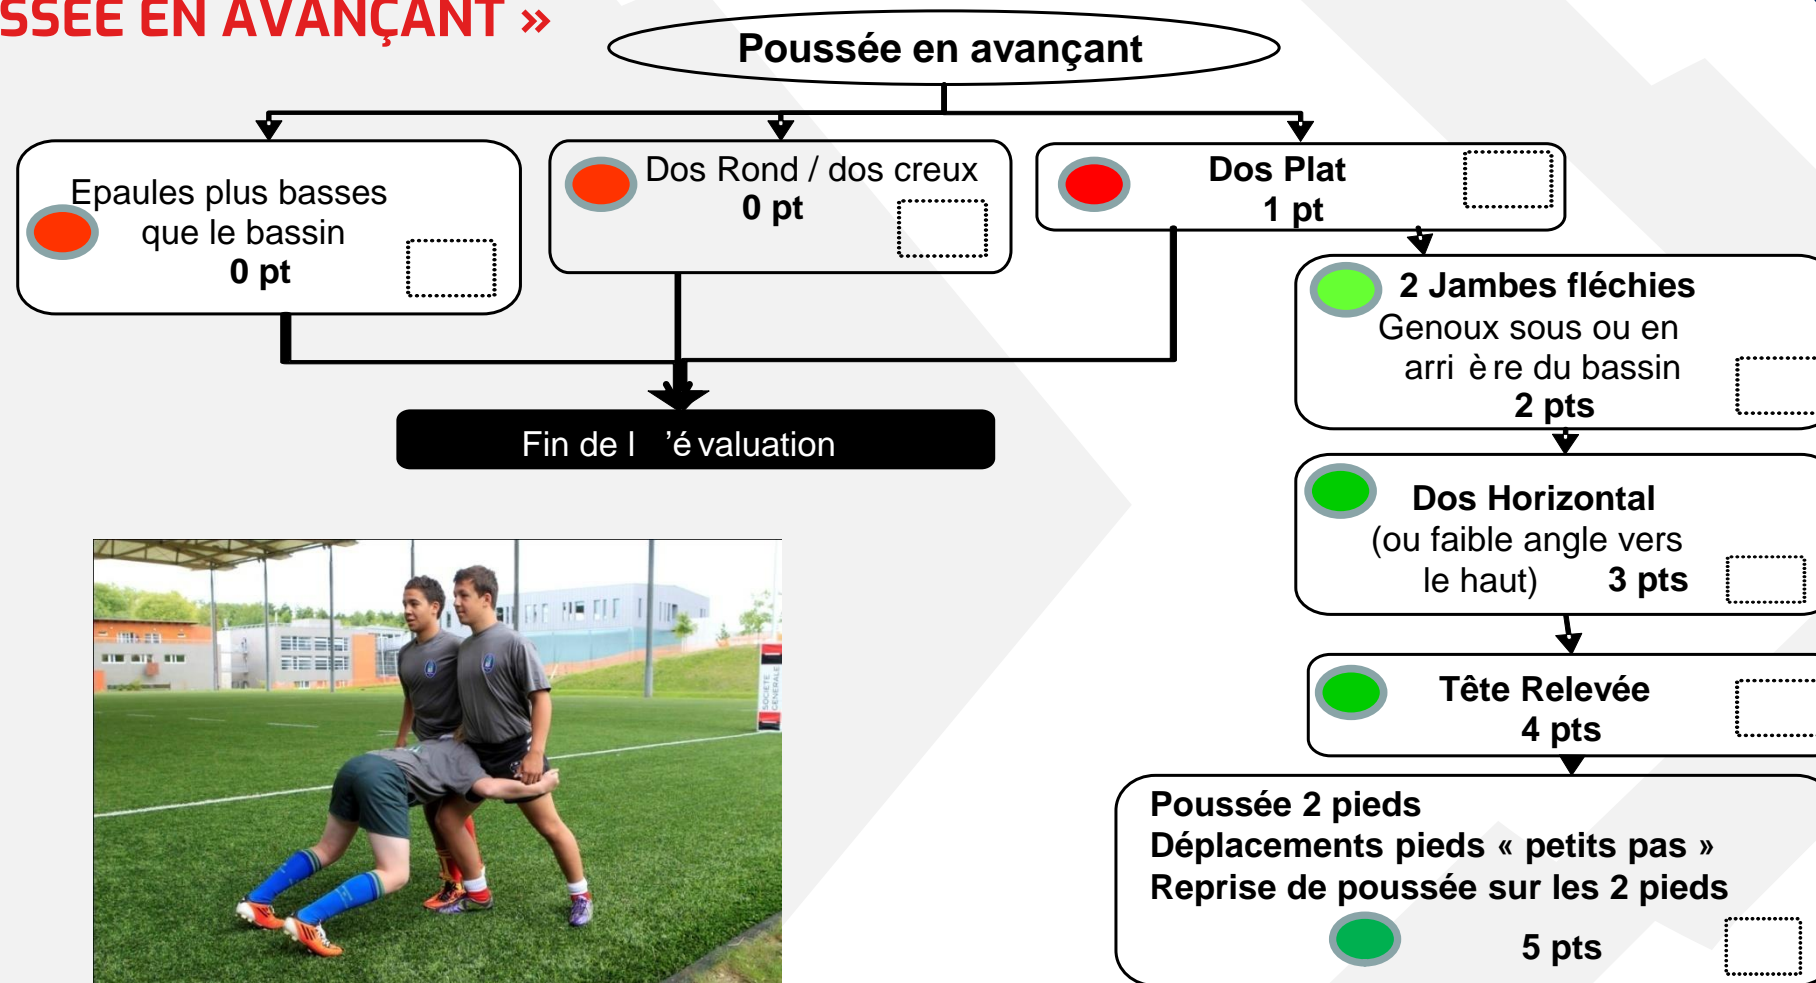 SSÉE EN AVANÇANT »
Poussée en avançant
Epaules plus basses
que le bassin
0 pt
Dos Rond / dos creux
0 pt
Dos Plat
1 pt
2 Jambes fléchies
Genoux sous ou en
arri è re du bassin
2 pts
Fin de l ’é valuation
Dos Horizontal
(ou faible angle vers
le haut) 3 pts
Tête Relevée
4 pts
Poussée 2 pieds
Déplacements pieds « petits pas »
Reprise de poussée sur les 2 pieds
5 pts
SOCIETE
GENERALE